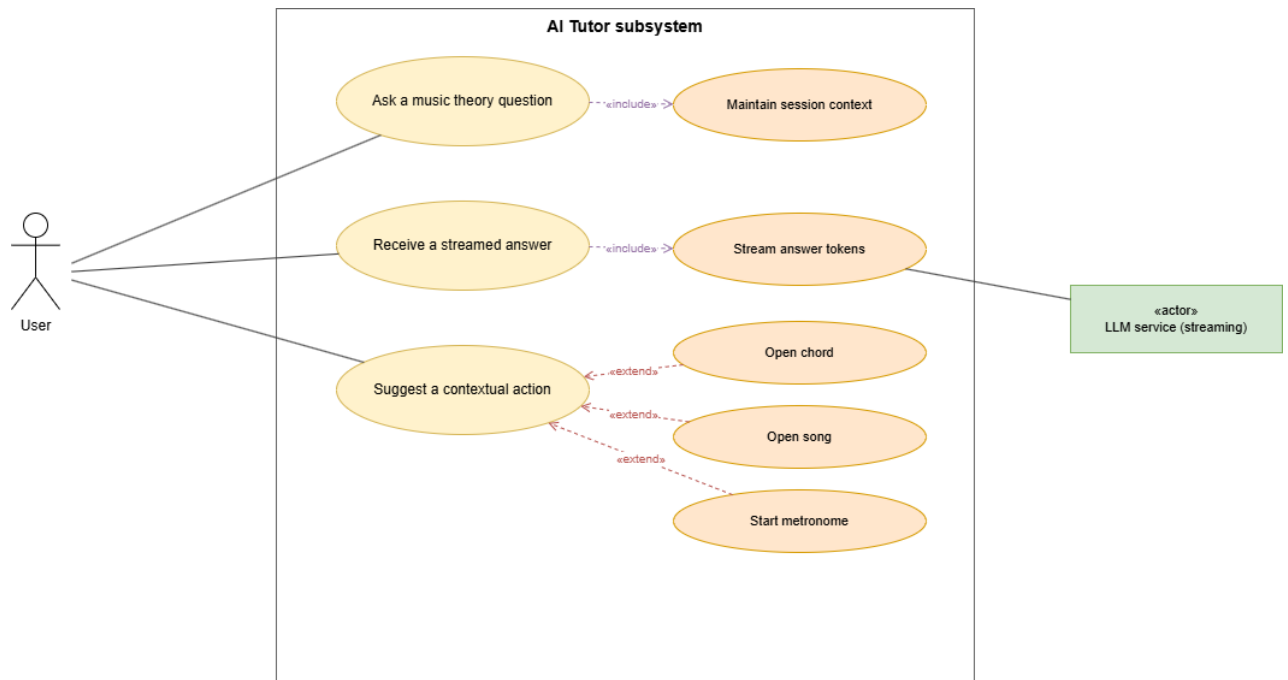 AI Tutor subsystem
Ask a music theory question
«include»
Maintain session context
Receive a streamed answer
«include»
Stream answer tokens
«actor»
LLM service (streaming)
User
Suggest a contextual action
«extend»
Open chord
«extend»
Open song
«extend»
Start metronome